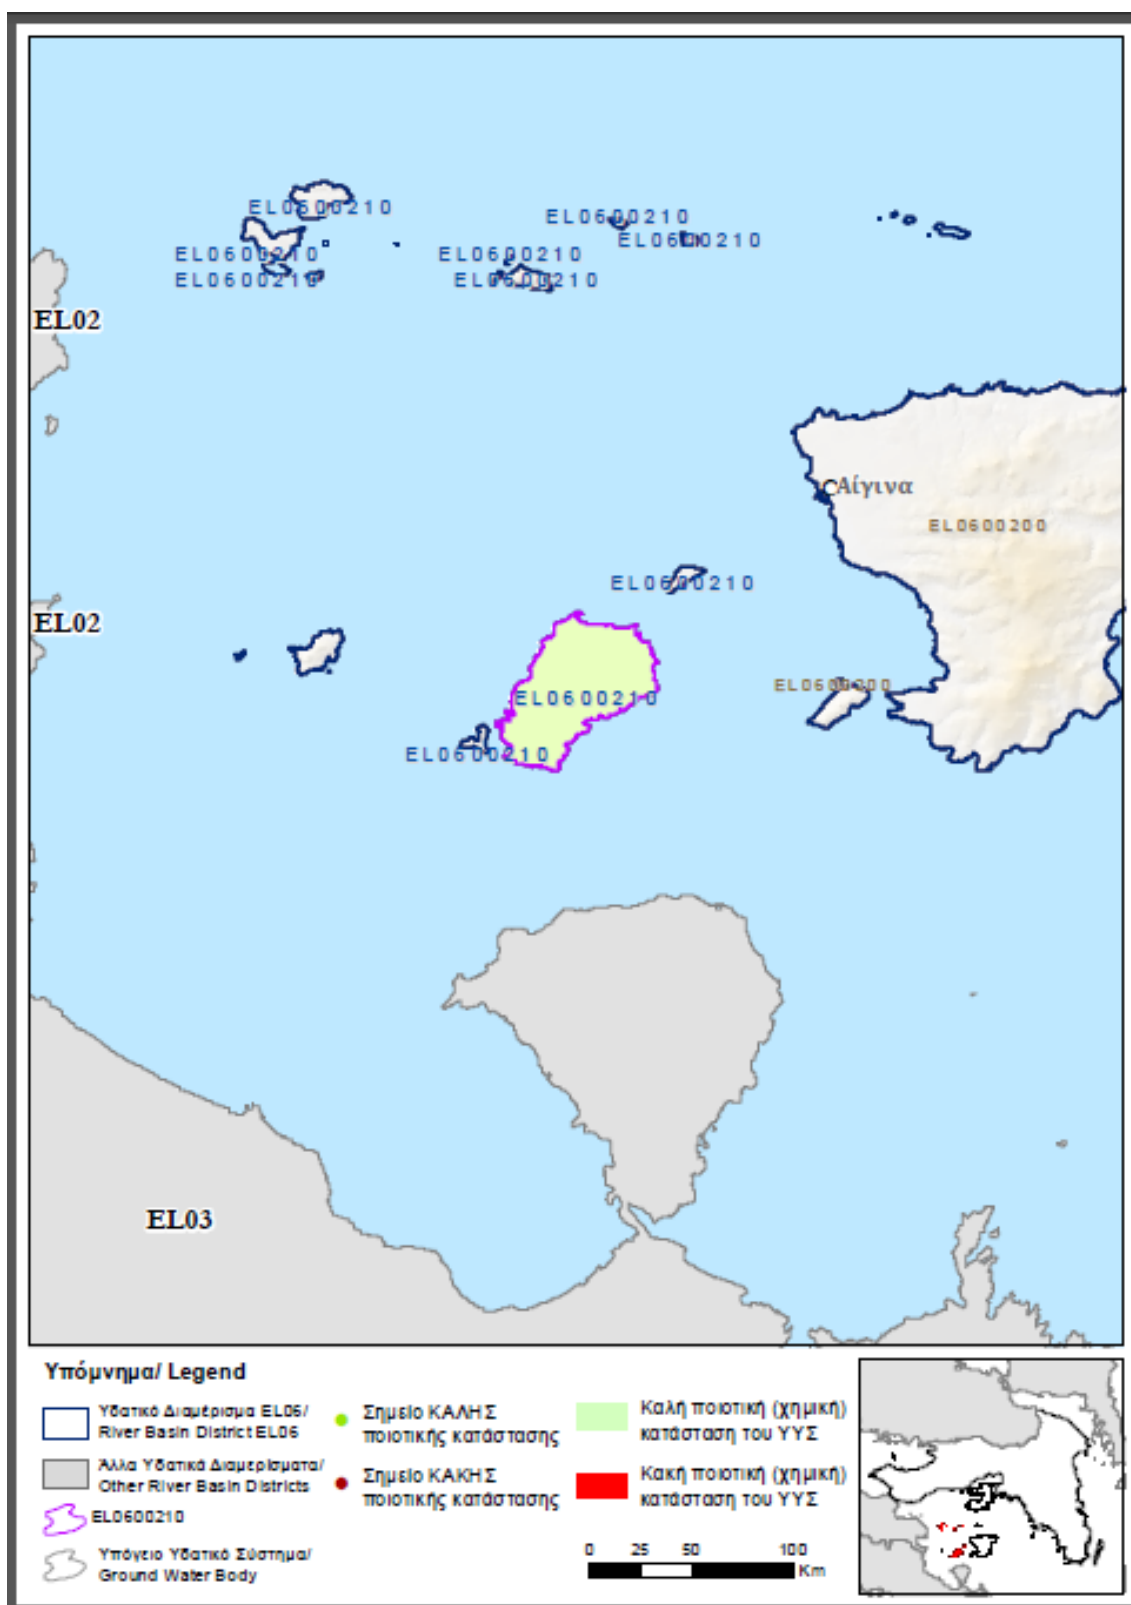 EL0600210
EL0600210
EL0600210
EL0600210
EL0600210
EL0600210
EL0600210
EL02
Αίγινα
EL0600200
EL0600210
EL02
EL0600200
EL0600210
EL0600210
EL03
Υπόμνημα/ Legend
Υδατικό Διαμέρισμα EL06/
River Basin District EL06
Άλλα Υδατικά Διαμερίσματα/
Other River Basin Districts
EL0600210
Υπόγειο Υδατικό Σύστημα/
Ground Water Body
Σημείο ΚΑΛΗΣ
ποιοτικής κατάστασης
Σημείο ΚΑΚΗΣ
ποιοτικής κατάστασης
Καλή ποιοτική (χημική)
κατάσταση του ΥΥΣ
Κακή ποιοτική (χημική)
κατάσταση του ΥΥΣ
0 25 50 100
Km